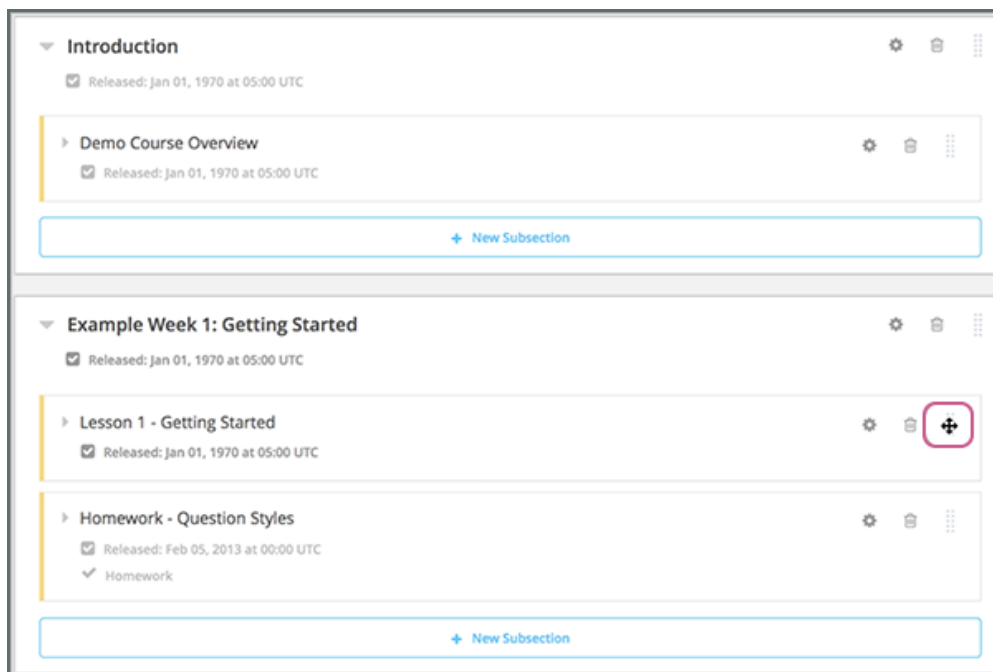 Introduction
Released: Jan 01, 1970 at 05:00 UTC
Demo Course Overview
Released: Jan 01, 1970 at 05:00 UTC
+ New Subsection
Example Week 1: Getting Started
Released: Jan 01, 1970 at 05:00 UTC
Lesson 1 - Getting Started
Released: Jan 01, 1970 at 05:00 UTC
Homework - Question Styles
Released: Feb 05, 2013 at 00:00 UTC
Homework
+ New Subsection